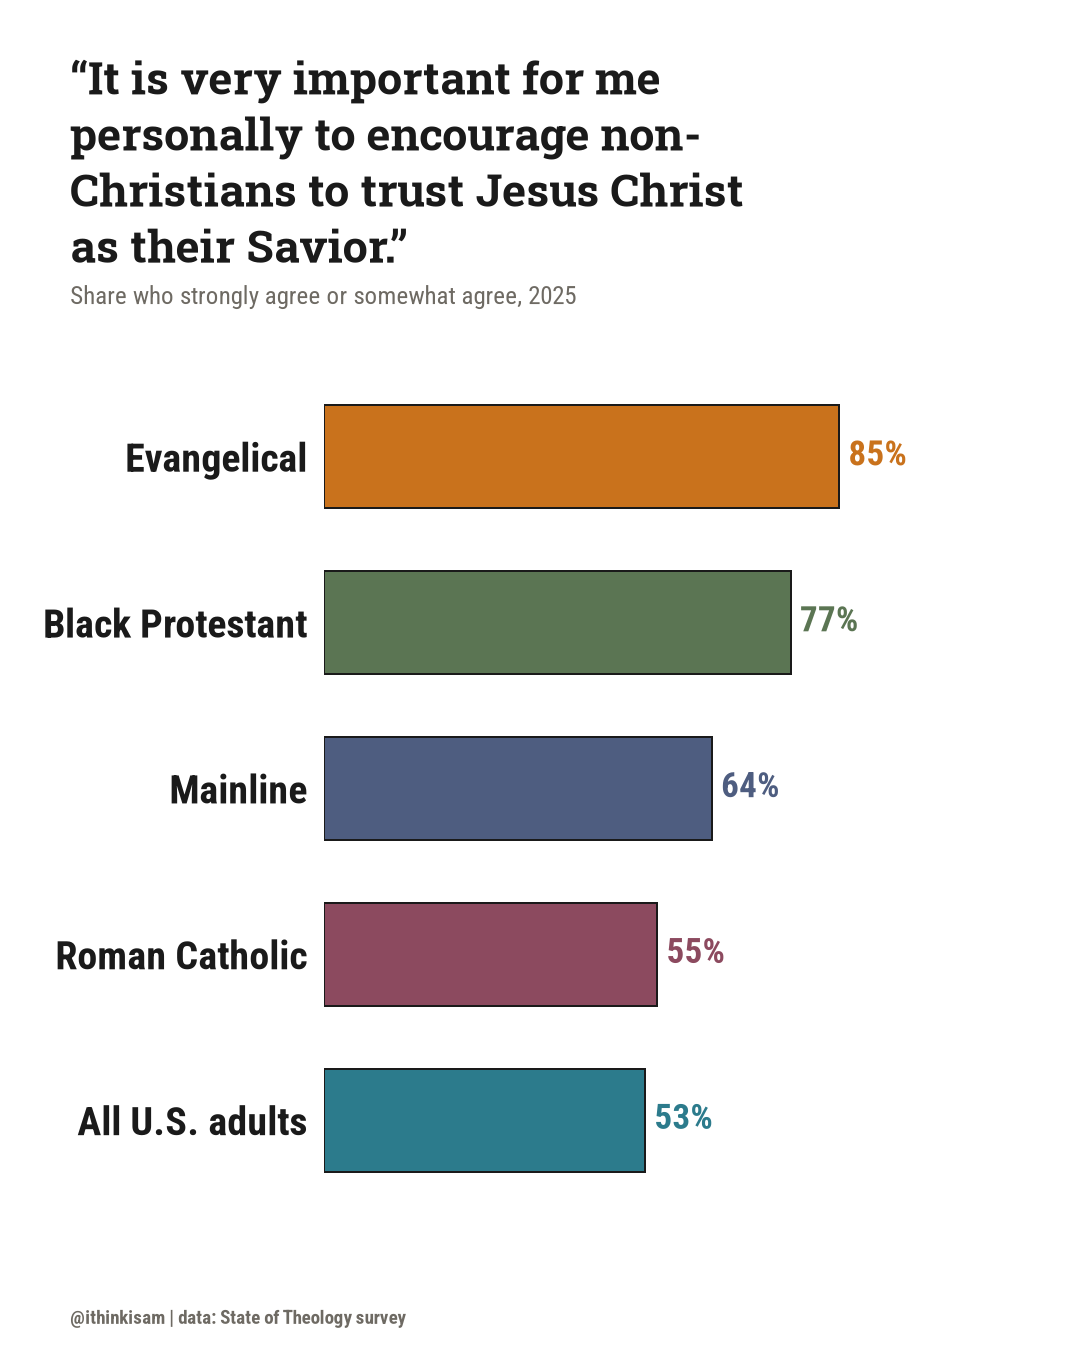 “It is very important for me
personally to encourage non-
Christians to trust Jesus Christ
as their Savior.”
Share who strongly agree or somewhat agree, 2025
Evangelical 85%
Black Protestant 77%
Mainline 64%
Roman Catholic 55%
All U.S. adults 53%
@ithinkisam | data: State of Theology survey